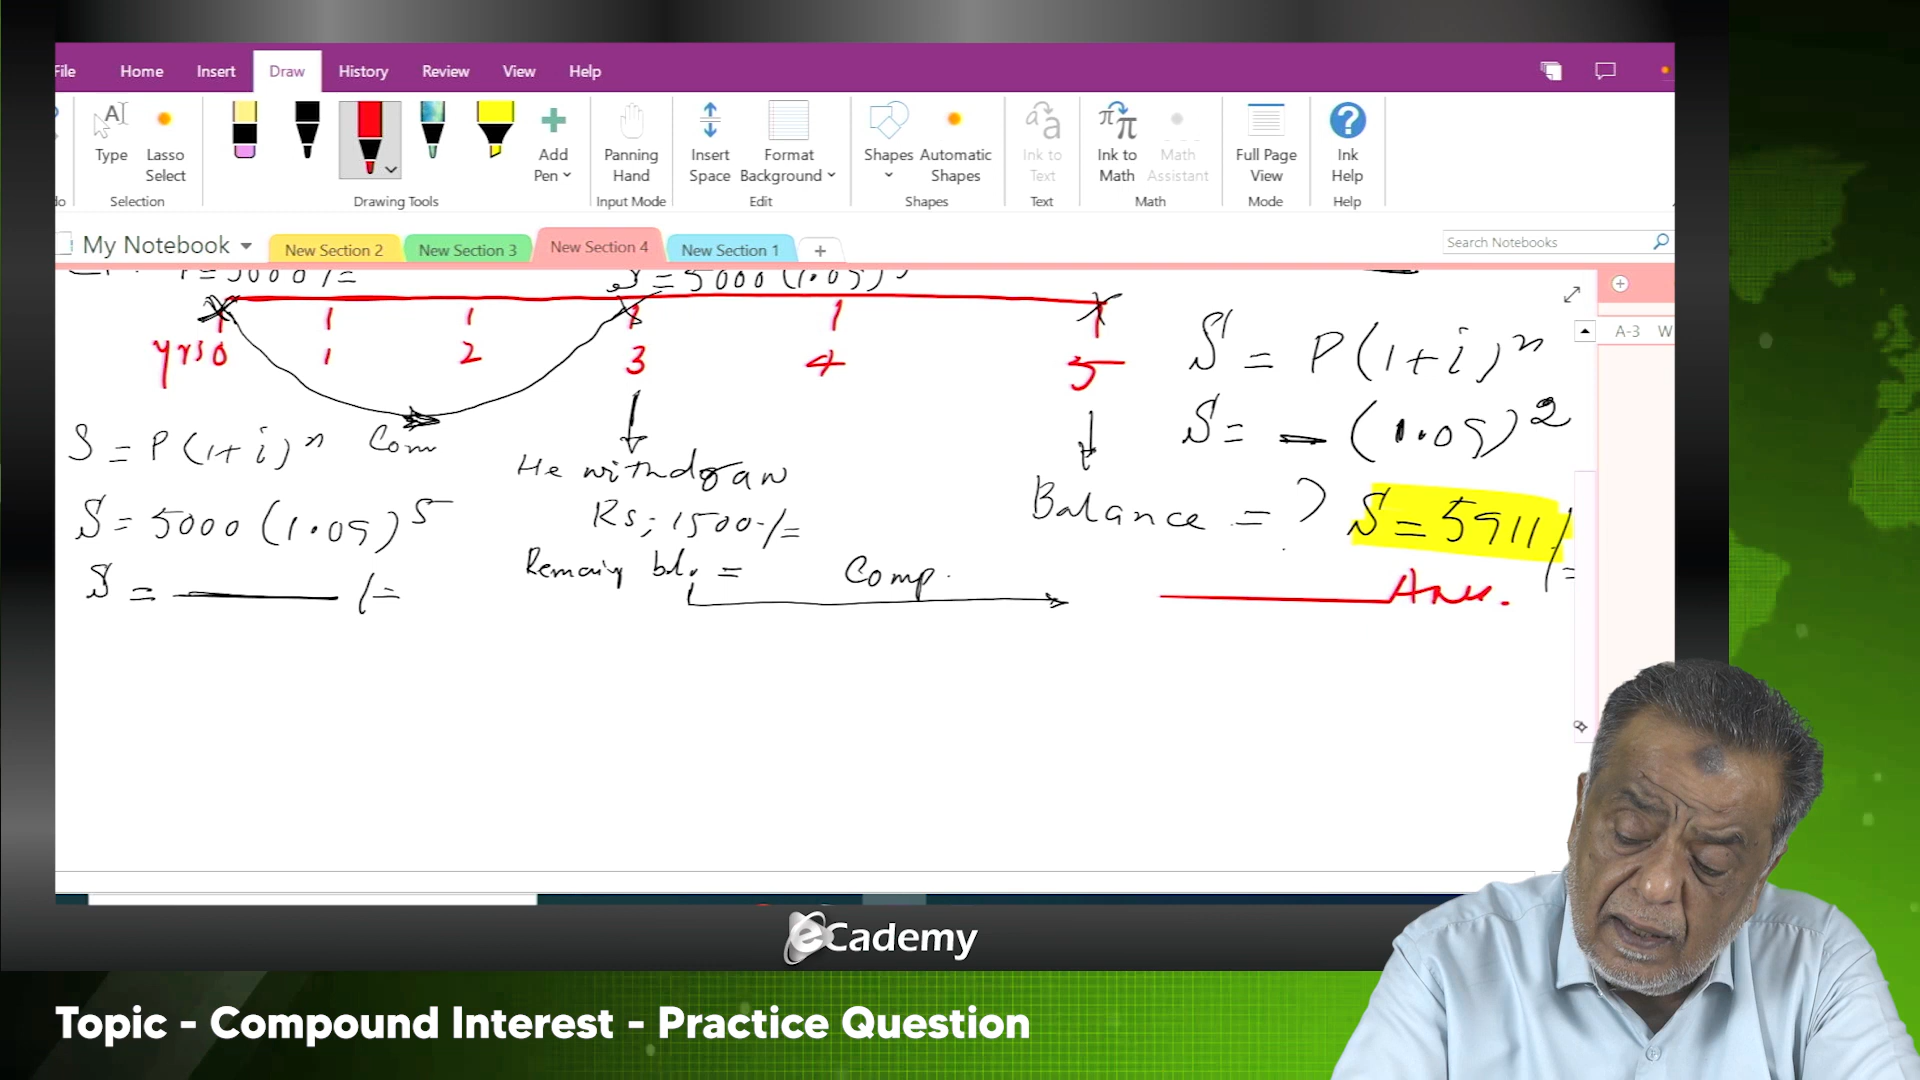 File Home Insert Draw History Review View Help
Type Lasso Select Add Pen Panning Hand Insert Space Format Background Shapes Automatic Shapes Ink to Text Ink to Math Math Assistant Full Page View Ink Help
Selection Drawing Tools Input Mode Edit Shapes Text Math Mode Help
My Notebook New Section 2 New Section 3 New Section 4 New Section 1 + Search Notebooks
P = 5000/= S = 5000 (1.05)
A-3 W
yrs 0 1 2 3 4 5
S = P(1+i)^n
S = (1.05)^2
S = P(1+i)^n Com
He withdraw
Rs; 1500/=
Balance = ? S = 5911/=
S = 5000 (1.05)^5
Remaing bl. = Comp.
S = /=
Ans.
eCademy
Topic - Compound Interest - Practice Question